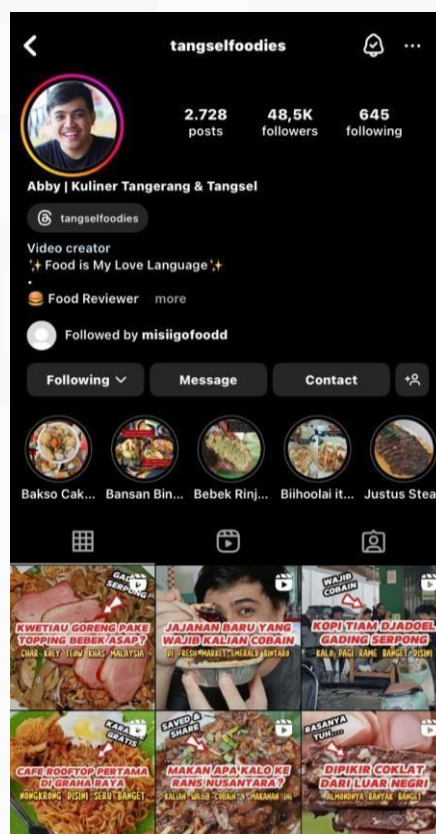 tangselfoodies
2.728 48,5K 645
posts followers following
Abby | Kuliner Tangerang & Tangsel
tangselfoodies
Video creator
✨Food is My Love Language✨
.
🍔 Food Reviewer more
Followed by misiigofoodd
Following Message Contact
Bakso Cak... Bansan Bin... Bebek Rinj... Biihoolai it... Justus Stea
GADING
SERPONG
KWETIAU GORENG PAKE
TOPPING BEBEK ASAP?
CHAR KOEY TEOW KHAS MALAYSIA
JAJANAN BARU YANG
WAJIB KALIAN COBAIN
DI FRESH MARKET EMERALD BINTARO
WAJIB
COBAIN
KOPI TIAM DJADOEL
GADING SERPONG
KALO PAGI RAME BANGET DISINI
GRATIS
CAFE ROOFTOP PERTAMA
DI GRAHA RAYA
NONGKRONG DISINI SERU BANGET
SAVED &
SHARE
MAKAN APA KALO KE
RANS NUSANTARA?
KALIAN WAJIB COBAIN MAKANAN INI
RASANYA
TUH....
DIPIKIR COKLAT
DARI LUAR NEGRI
ALMONDNYA BANYAK BANGET